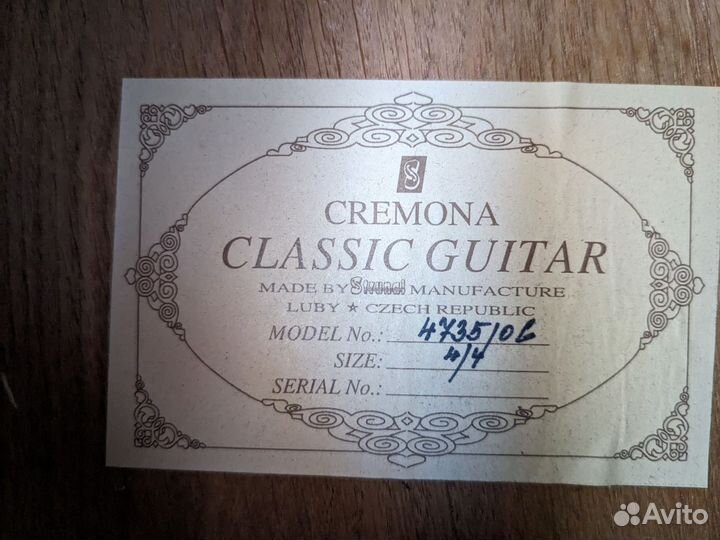 S
CREMONA
CLASSIC GUITAR
MADE BY Strunal MANUFACTURE
LUBY ★ CZECH REPUBLIC
MODEL No.: 4735/06
SIZE: 4/4
SERIAL No.:
Avito